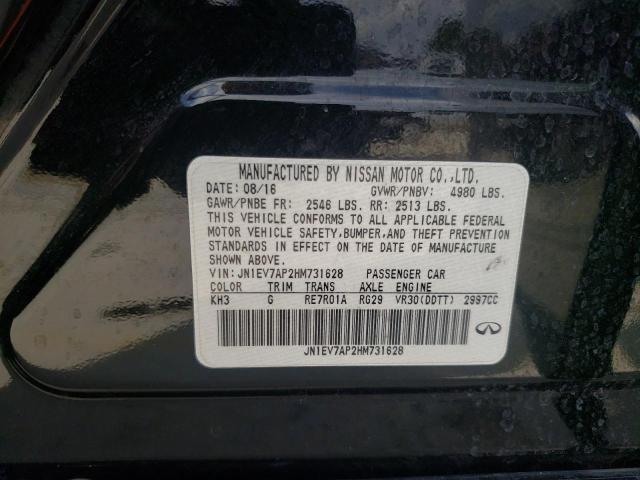 MANUFACTURED BY NISSAN MOTOR CO.,LTD.
DATE: 08/16 GVWR/PNBV: 4980 LBS.
GAWR/PNBE FR: 2546 LBS. RR: 2513 LBS.
THIS VEHICLE CONFORMS TO ALL APPLICABLE FEDERAL
MOTOR VEHICLE SAFETY, BUMPER, AND THEFT PREVENTION
STANDARDS IN EFFECT ON THE DATE OF MANUFACTURE
SHOWN ABOVE.
VIN: JN1EV7AP2HM731628 PASSENGER CAR
COLOR TRIM TRANS AXLE ENGINE
KH3 G RE7R01A RG29 VR30(DDTT) 2997CC
JN1EV7AP2HM731628
INFINITI